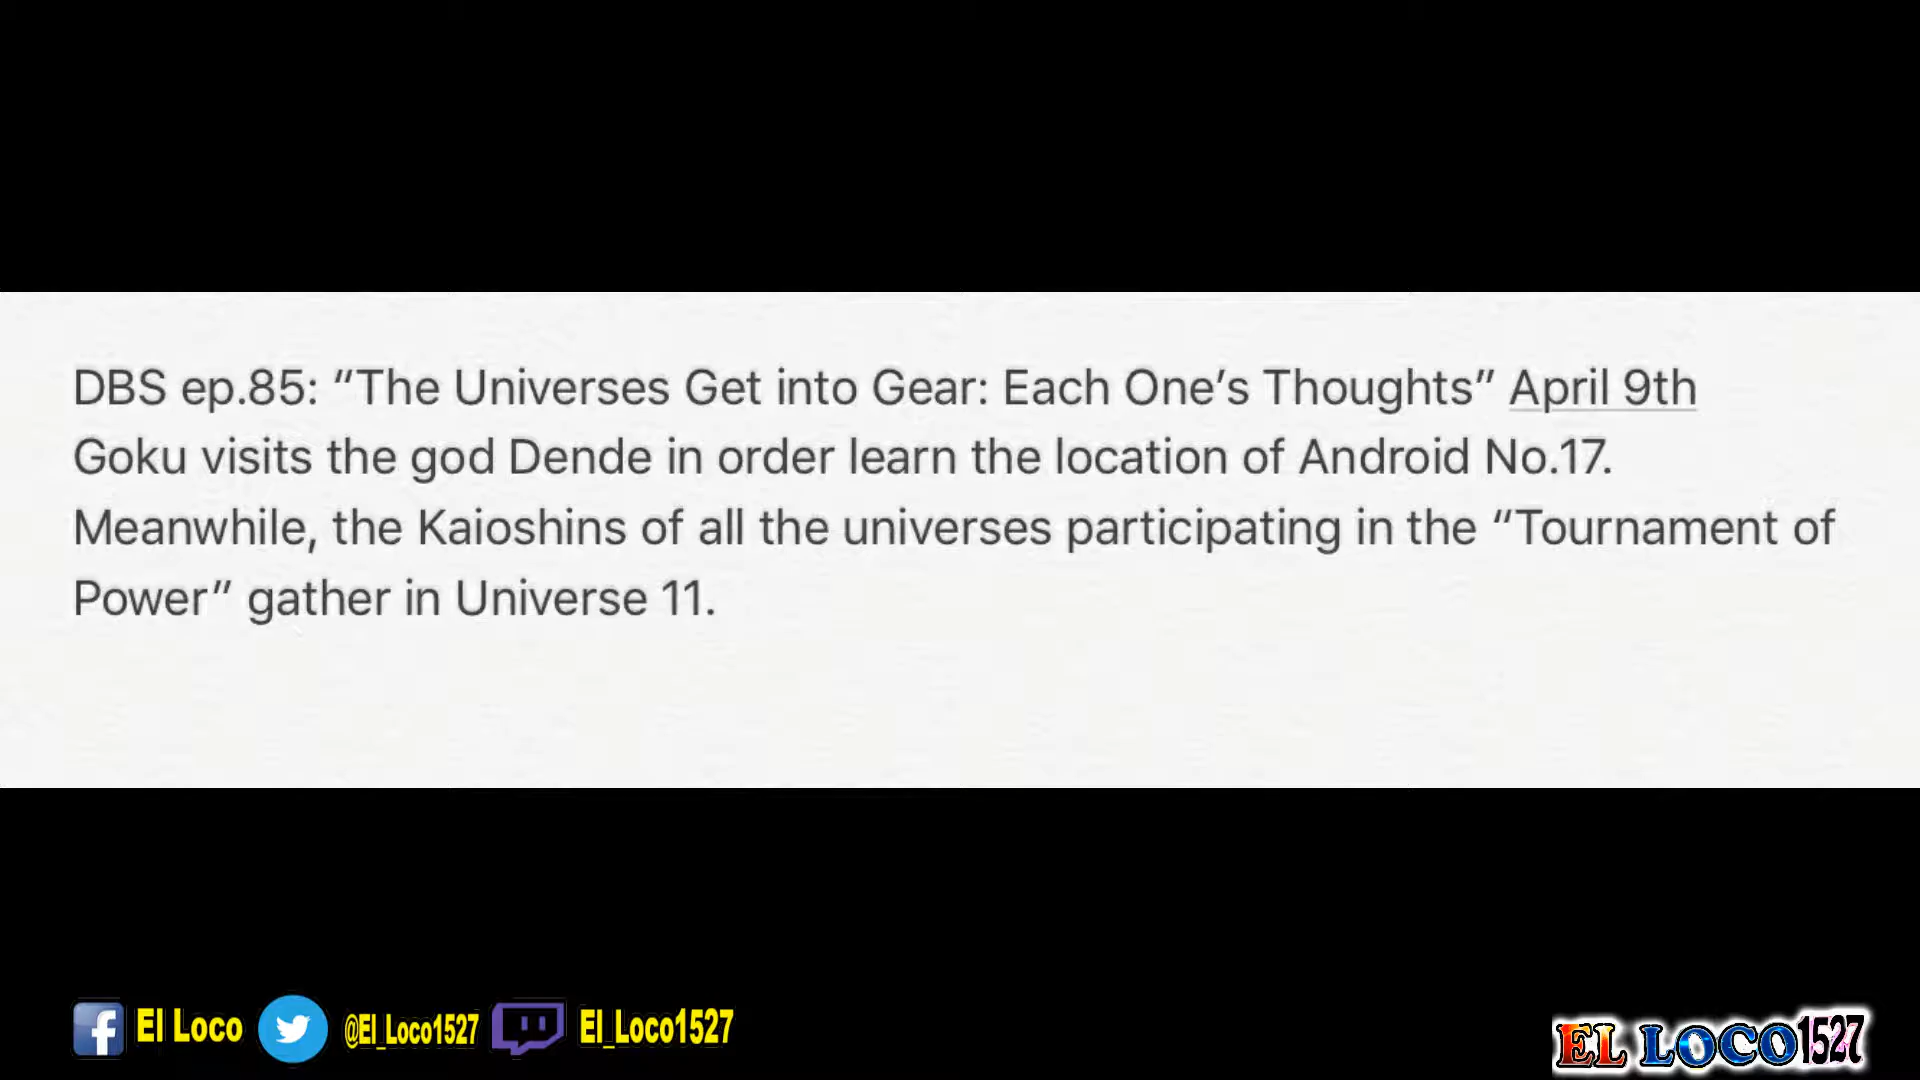 DBS ep.85: “The Universes Get into Gear: Each One’s Thoughts” April 9th
Goku visits the god Dende in order learn the location of Android No.17.
Meanwhile, the Kaioshins of all the universes participating in the “Tournament of
Power” gather in Universe 11.
El Loco @El_Loco1527 El_Loco1527
EL LOCO1527